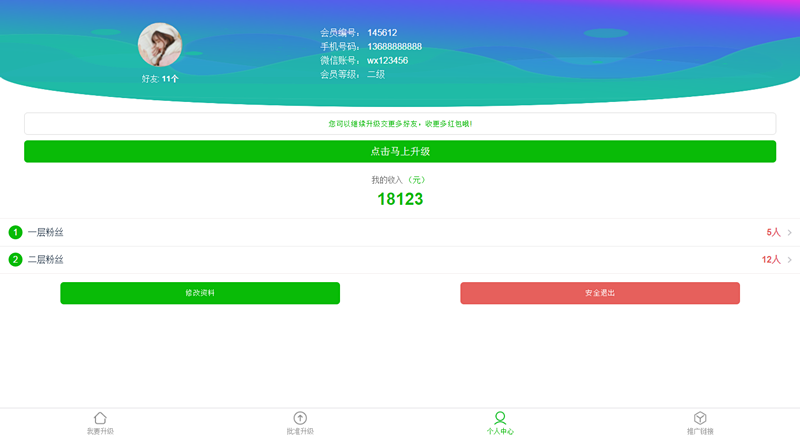 会员编号： 145612
手机号码： 13688888888
微信账号： wx123456
会员等级： 二级
好友: 11个
您可以继续升级交更多好友，收更多红包哦!
点击马上升级
我的收入（元）
18123
1 一层粉丝 5人
2 二层粉丝 12人
修改资料 安全退出
我要升级 批准升级 个人中心 推广链接